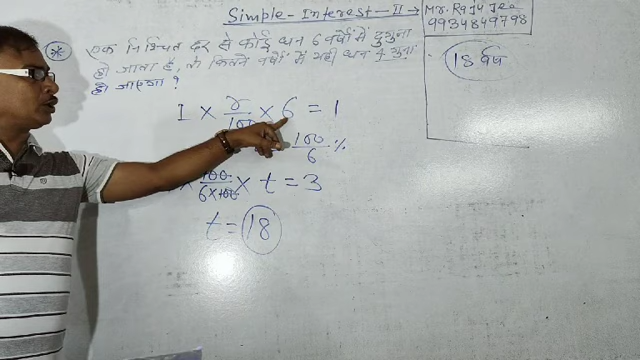 Simple-Interest-II
Mr. Raju Jee
9934849798
* एक निश्चित दर से कोई धन 6 वर्षों में दुगुना
हो जाता है, तो कितने वर्षों में वही धन 4 गुना
हो जाएगा ?
18 वर्ष
1 × r/100 × 6 = 1
100/6 %
× 100/6×100 × t = 3
t = 18